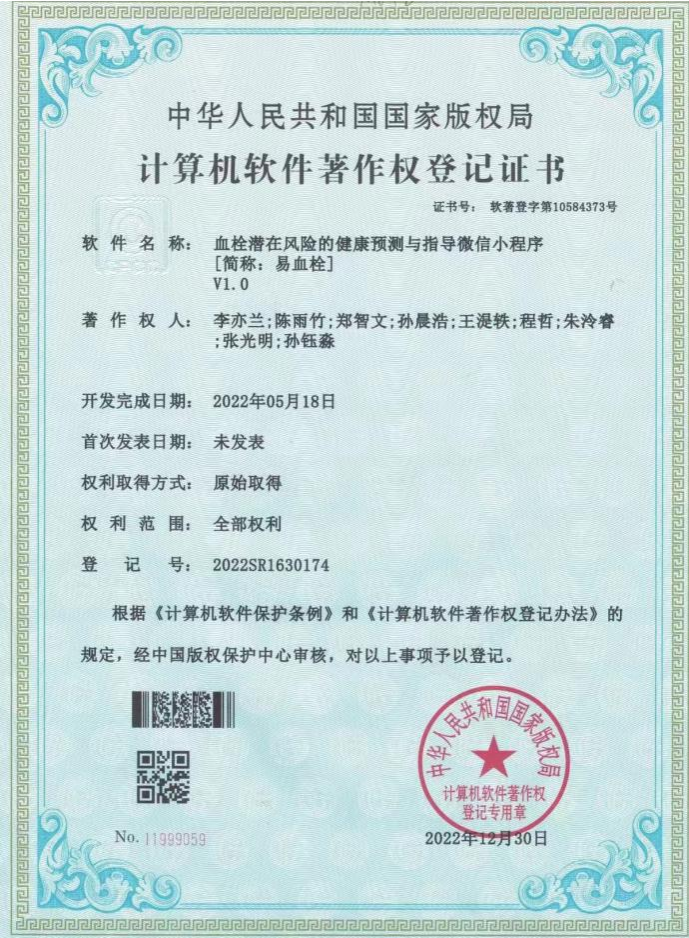 中华人民共和国国家版权局
计算机软件著作权登记证书
证书号： 软著登字第10584373号
软件名称： 血栓潜在风险的健康预测与指导微信小程序
[简称：易血栓]
V1.0
著作权人： 李亦兰;陈雨竹;郑智文;孙晨浩;王湜轶;程哲;朱泠睿
;张光明;孙钰淼
开发完成日期： 2022年05月18日
首次发表日期： 未发表
权利取得方式： 原始取得
权利范围： 全部权利
登记号： 2022SR1630174
根据《计算机软件保护条例》和《计算机软件著作权登记办法》的
规定，经中国版权保护中心审核，对以上事项予以登记。
中华人民共和国国家版权局
计算机软件著作权
登记专用章
No. 11999059
2022年12月30日